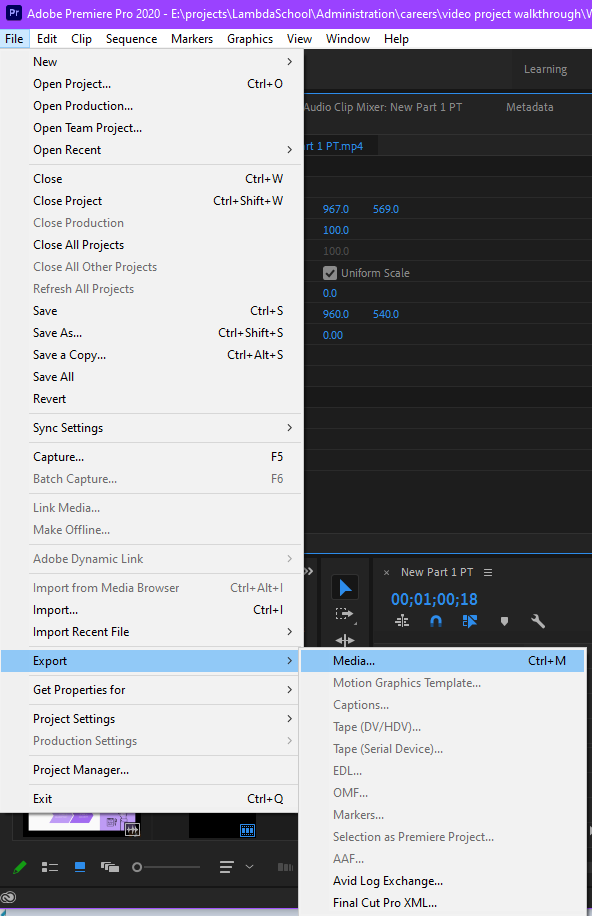 Pr Adobe Premiere Pro 2020 - E:\projects\LambdaSchool\Administration\careers\video project walkthrough\W
File Edit Clip Sequence Markers Graphics View Window Help
New
Open Project... Ctrl+O
Open Production...
Open Team Project...
Open Recent
Close Ctrl+W
Close Project Ctrl+Shift+W
Close Production
Close All Projects
Close All Other Projects
Refresh All Projects
Save Ctrl+S
Save As... Ctrl+Shift+S
Save a Copy... Ctrl+Alt+S
Save All
Revert
Sync Settings
Capture... F5
Batch Capture... F6
Link Media...
Make Offline...
Adobe Dynamic Link
Import from Media Browser Ctrl+Alt+I
Import... Ctrl+I
Import Recent File
Export
Get Properties for
Project Settings
Production Settings
Project Manager...
Exit Ctrl+Q
Media... Ctrl+M
Motion Graphics Template...
Captions...
Tape (DV/HDV)...
Tape (Serial Device)...
EDL...
OMF...
Markers...
Selection as Premiere Project...
AAF...
Avid Log Exchange...
Final Cut Pro XML...
Learning
Audio Clip Mixer: New Part 1 PT Metadata
rt 1 PT.mp4
967.0 569.0
100.0
100.0
Uniform Scale
0.0
960.0 540.0
0.00
× New Part 1 PT
00;01;00;18